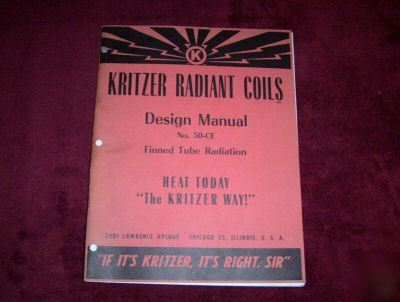 K
KRITZER RADIANT COILS
Design Manual
No. 50-CE
Finned Tube Radiation
HEAT TODAY
"The KRITZER WAY!"
2901 LAWRENCE AVENUE CHICAGO 25, ILLINOIS, U. S. A.
"IF IT'S KRITZER, IT'S RIGHT, SIR"